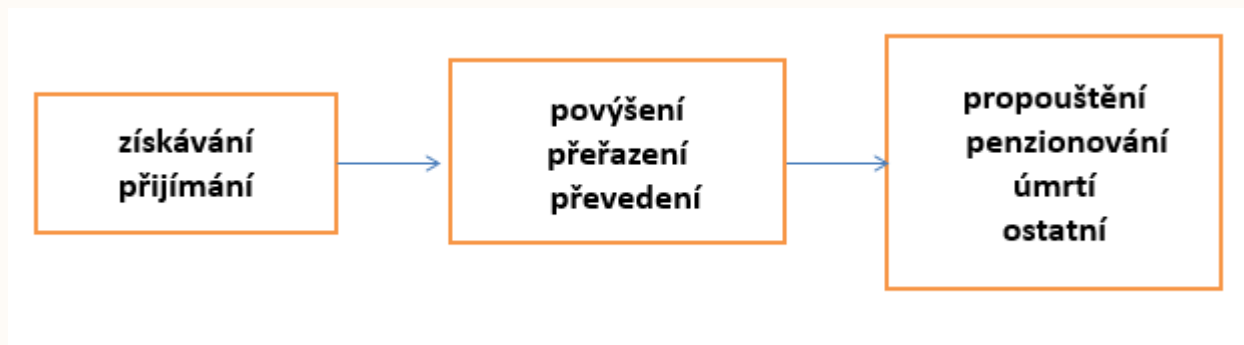 získávání
přijímání
povýšení
přeřazení
převedení
propouštění
penzionování
úmrtí
ostatní